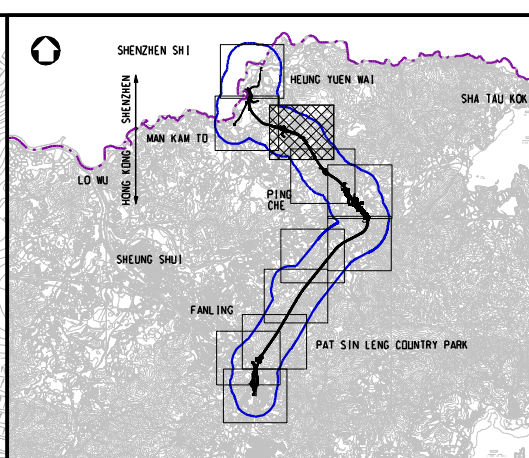 SHENZHEN SHI
HEUNG YUEN WAI
SHA TAU KOK
SHENZHEN
HONG KONG
MAN KAM TO
LO WU
PING
CHE
SHEUNG SHUI
FANLING
PAT SIN LENG COUNTRY PARK